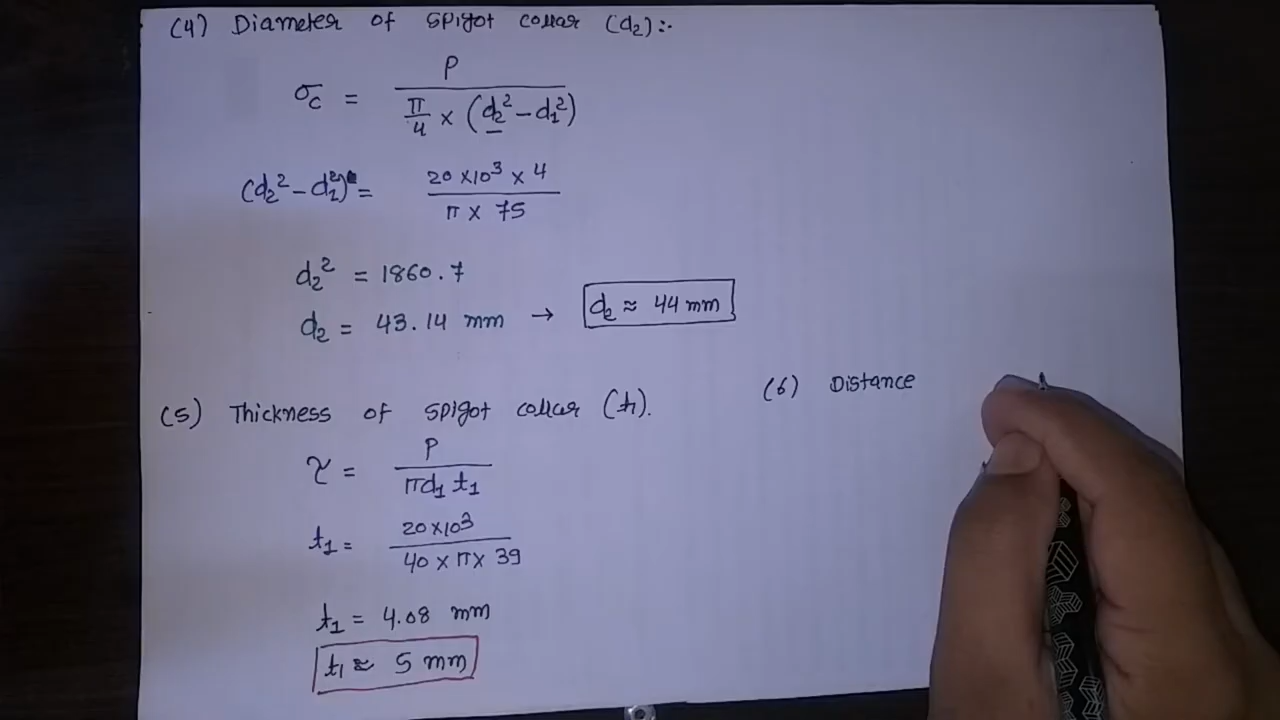 (4) Diameter of Spigot collar (d₂):-
σc = P / (π/4 × (d₂² - d₁²))
(d₂² - d₁²) = 20 × 10³ × 4 / (π × 75)
d₂² = 1860.7
d₂ = 43.14 mm → d₂ ≈ 44 mm
(5) Thickness of Spigot collar (t₁).
τ = P / (πd₁ t₁)
t₁ = 20×10³ / (40 × π × 39)
t₁ = 4.08 mm
t₁ ≈ 5 mm
(6) Distance